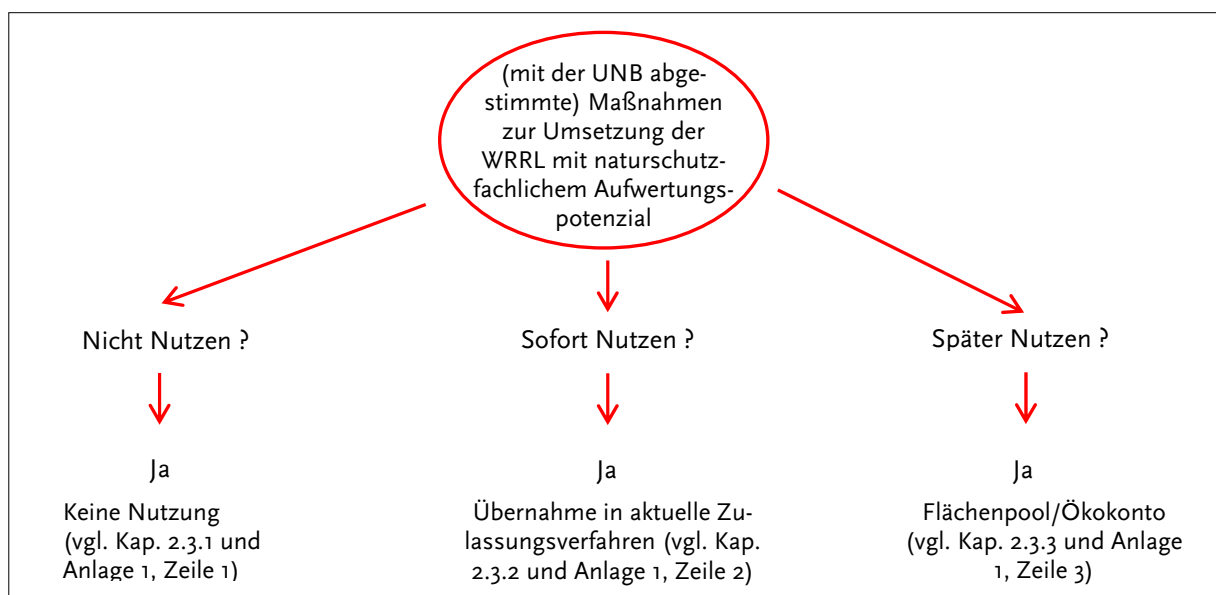 (mit der UNB abge-
stimmte) Maßnahmen
zur Umsetzung der
WRRL mit naturschutz-
fachlichem Aufwertungs-
potenzial
Nicht Nutzen ?
Sofort Nutzen ?
Später Nutzen ?
Ja
Ja
Ja
Keine Nutzung
(vgl. Kap. 2.3.1 und
Anlage 1, Zeile 1)
Übernahme in aktuelle Zu-
lassungsverfahren (vgl. Kap.
2.3.2 und Anlage 1, Zeile 2)
Flächenpool/Ökokonto
(vgl. Kap. 2.3.3 und Anlage
1, Zeile 3)